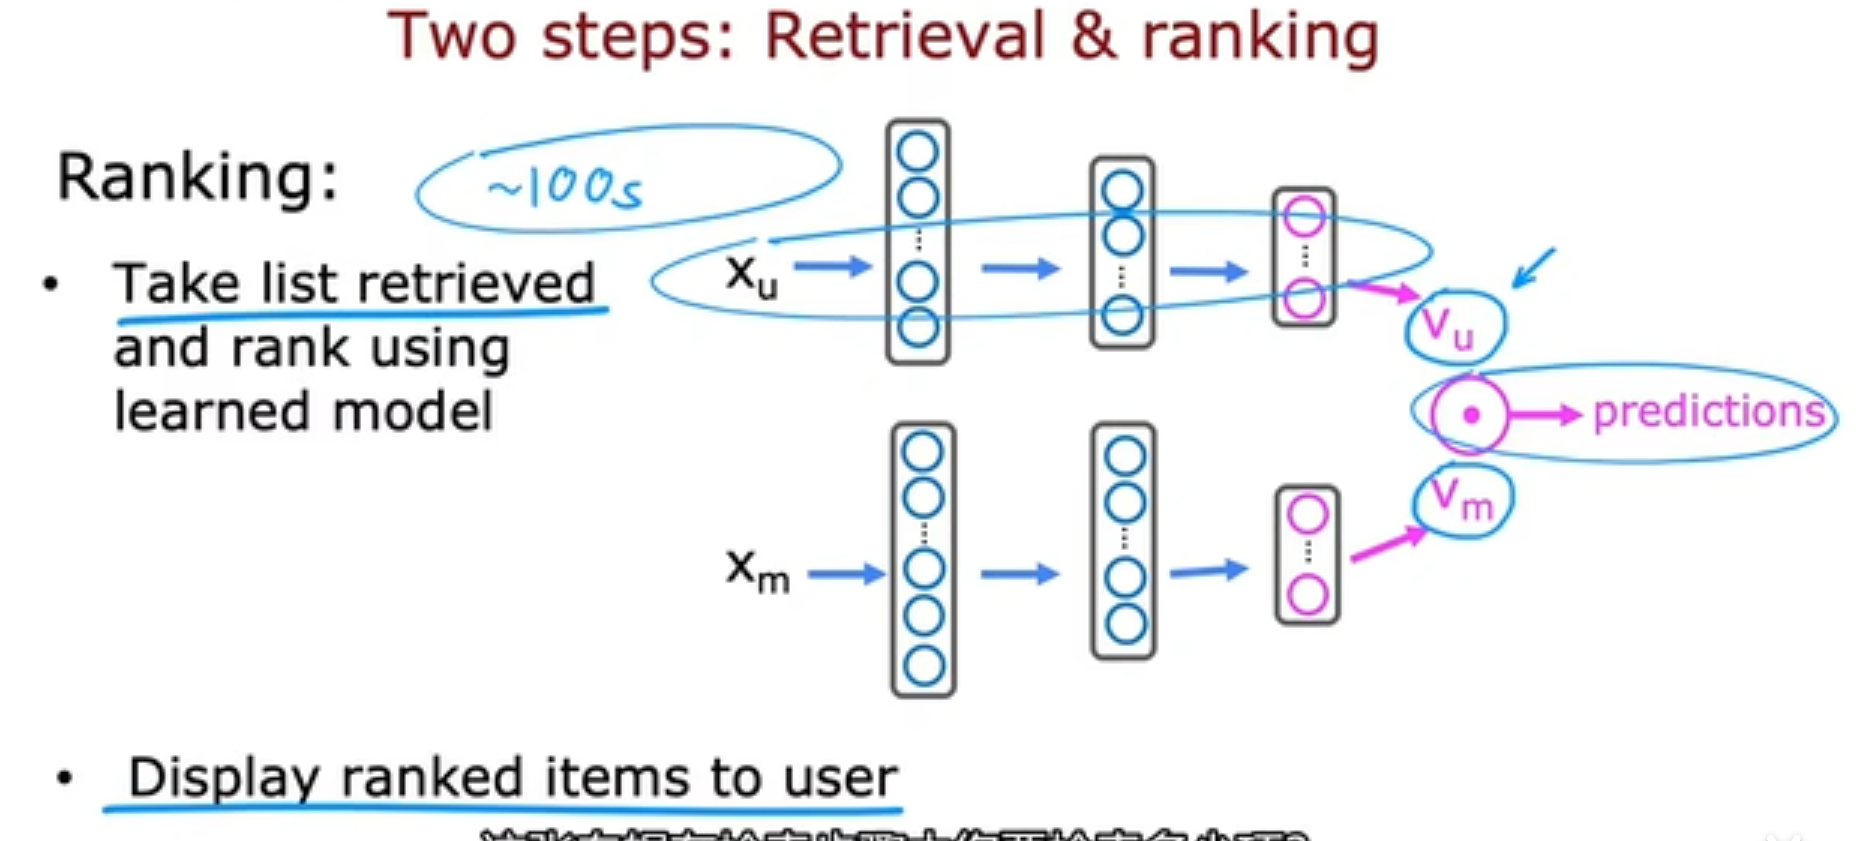 Two steps: Retrieval & ranking
Ranking:
~100s
• Take list retrieved
and rank using
learned model
x_u
v_u
predictions
v_m
x_m
• Display ranked items to user